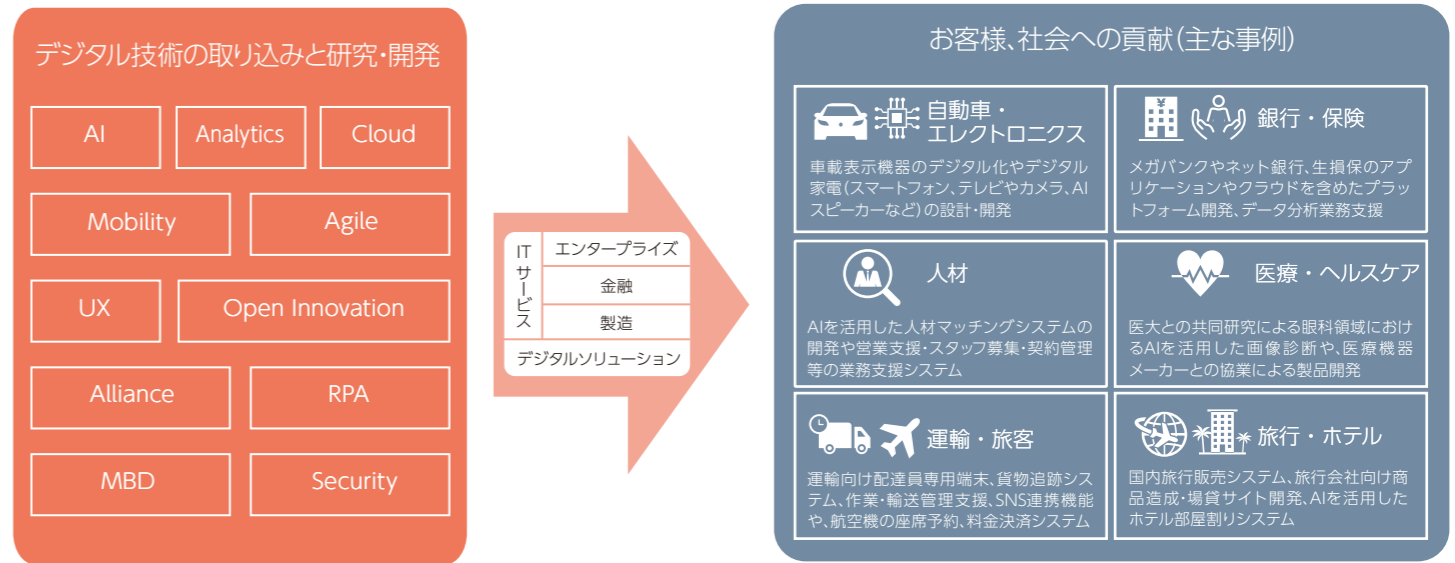 デジタル技術の取り込みと研究・開発
AI
Analytics
Cloud
Mobility
Agile
UX
Open Innovation
Alliance
RPA
MBD
Security
ITサービス
エンタープライズ
金融
製造
デジタルソリューション
お客様、社会への貢献(主な事例)
自動車・
エレクトロニクス
車載表示機器のデジタル化やデジタル
家電(スマートフォン、テレビやカメラ、AI
スピーカーなど)の設計・開発
¥
銀行・保険
メガバンクやネット銀行、生損保のアプ
リケーションやクラウドを含めたプラッ
トフォーム開発、データ分析業務支援
人材
AIを活用した人材マッチングシステムの
開発や営業支援・スタッフ募集・契約管理
等の業務支援システム
医療・ヘルスケア
医大との共同研究による眼科領域におけ
るAIを活用した画像診断や、医療機器
メーカーとの協業による製品開発
運輸・旅客
運輸向け配達員専用端末、貨物追跡シス
テム、作業・輸送管理支援、SNS連携機能
や、航空機の座席予約、料金決済システム
旅行・ホテル
国内旅行販売システム、旅行会社向け商
品造成・場貸サイト開発、AIを活用した
ホテル部屋割りシステム